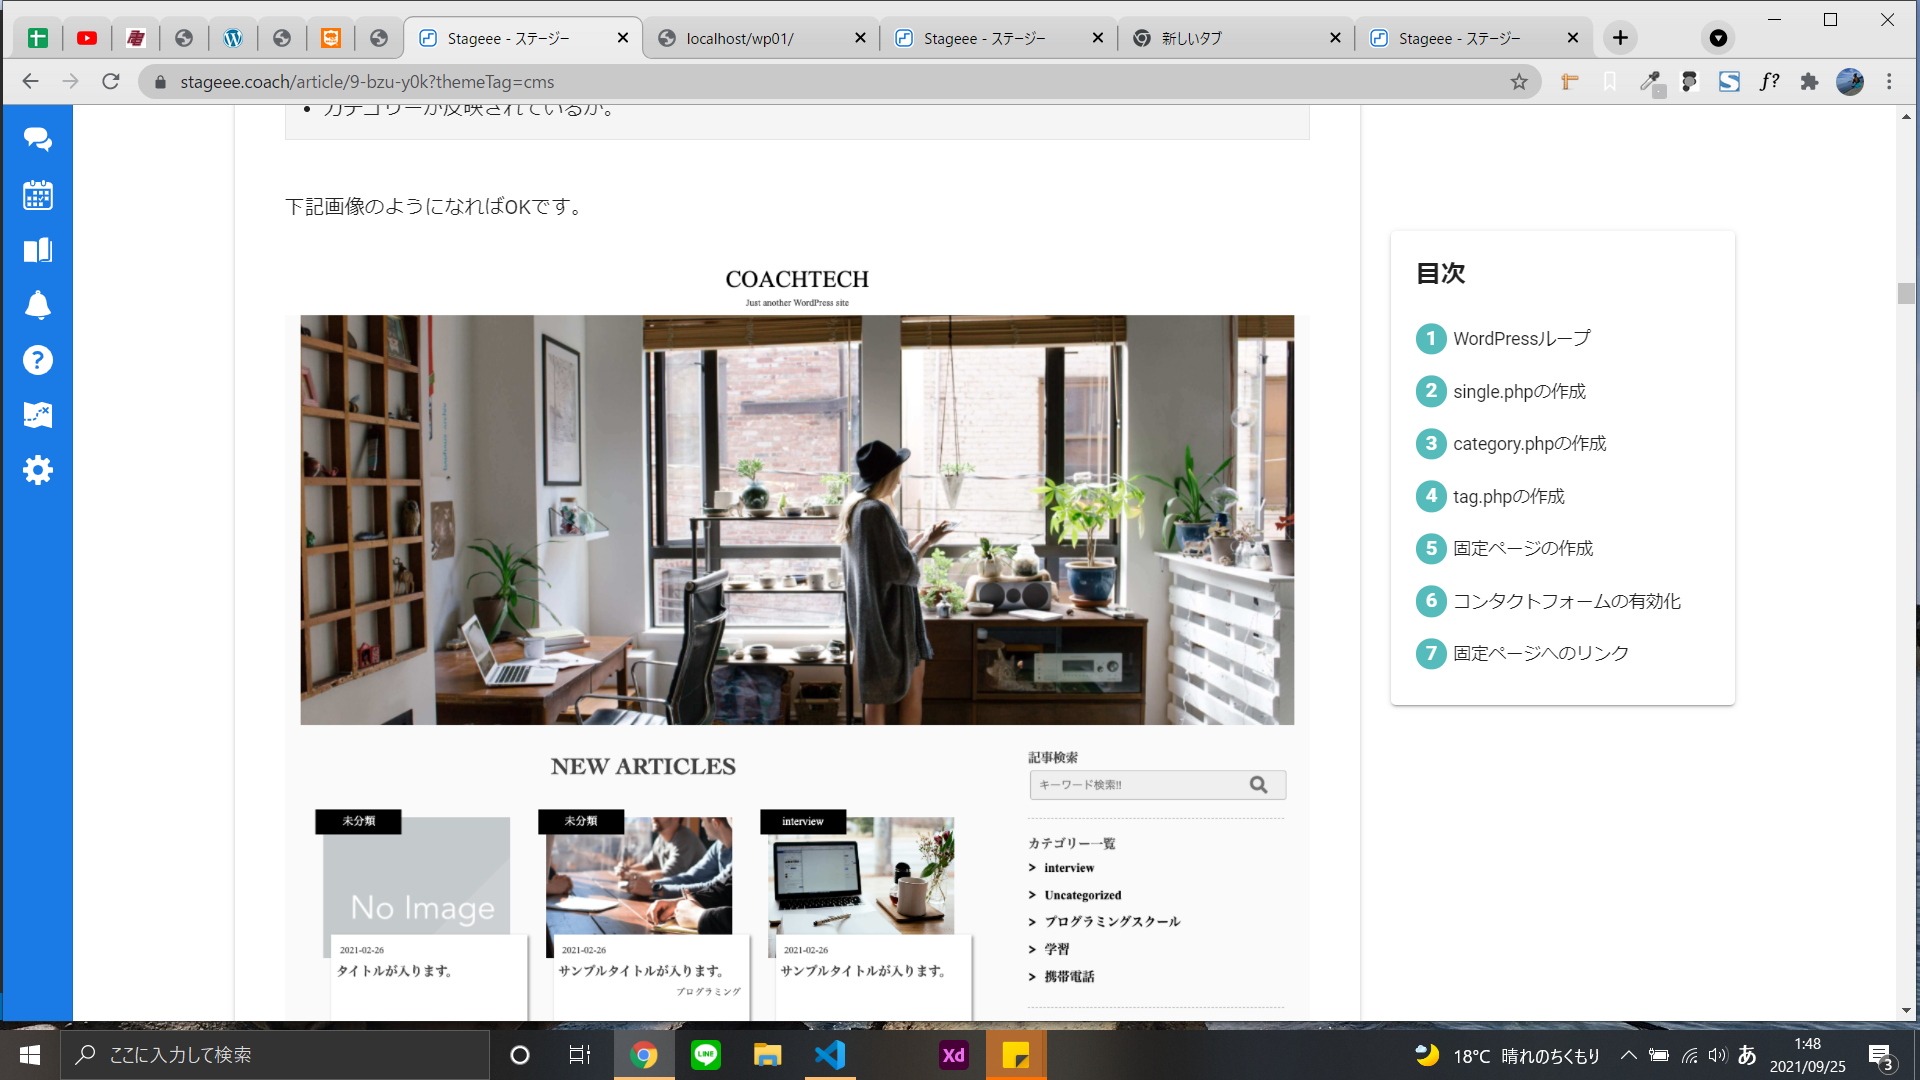 Stageee - ステージー
localhost/wp01/
Stageee - ステージー
新しいタブ
Stageee - ステージー
stageee.coach/article/9-bzu-y0k?themeTag=cms
f?
カテゴリーが反映されているか。
下記画像のようになればOKです。
COACHTECH
Just another WordPress site
NEW ARTICLES
未分類
No Image
2021-02-26
タイトルが入ります。
未分類
2021-02-26
サンプルタイトルが入ります。
プログラミング
interview
2021-02-26
サンプルタイトルが入ります。
記事検索
キーワード検索!!
カテゴリー一覧
> interview
> Uncategorized
> プログラミングスクール
> 学習
> 携帯電話
目次
1 WordPressループ
2 single.phpの作成
3 category.phpの作成
4 tag.phpの作成
5 固定ページの作成
6 コンタクトフォームの有効化
7 固定ページへのリンク
ここに入力して検索
LINE
Xd
18°C 晴れのちくもり
あ
1:48
2021/09/25
3